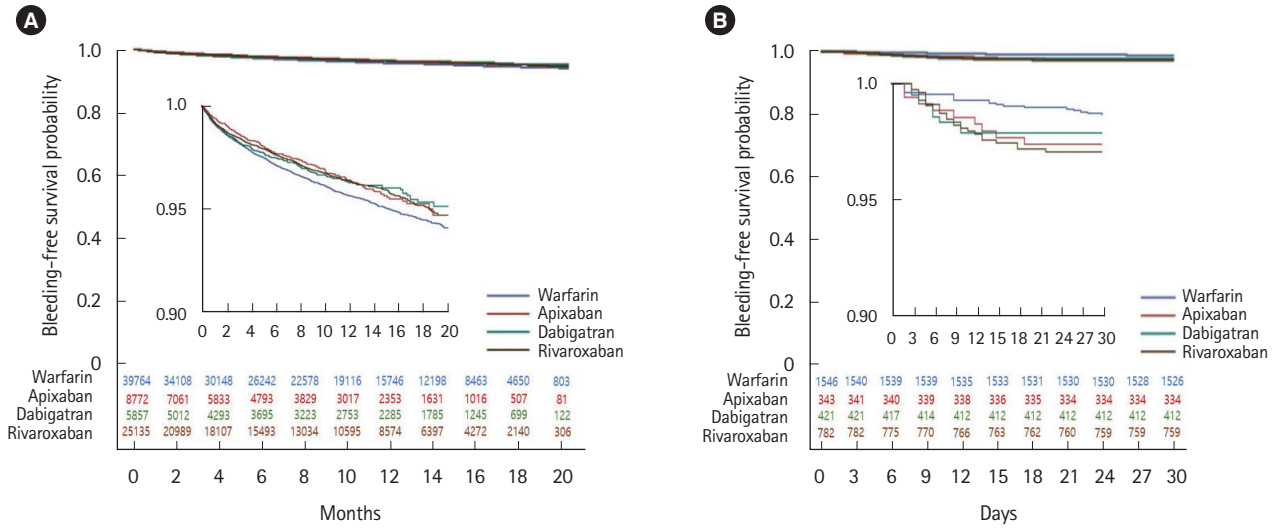 A
Bleeding-free survival probability
1.0
0.8
0.6
0.4
0.2
0
1.0
0.95
0.90
0 2 4 6 8 10 12 14 16 18 20
Warfarin
Apixaban
Dabigatran
Rivaroxaban
Warfarin 39764 34108 30148 26242 22578 19116 15746 12198 8463 4650 803
Apixaban 8772 7061 5833 4793 3829 3017 2353 1631 1016 507 81
Dabigatran 5857 5012 4293 3695 3223 2753 2285 1785 1245 699 122
Rivaroxaban 25135 20989 18107 15493 13034 10595 8574 6397 4272 2140 306
0 2 4 6 8 10 12 14 16 18 20
Months
B
Bleeding-free survival probability
1.0
0.8
0.6
0.4
0.2
0
1.0
0.95
0.90
0 3 6 9 12 15 18 21 24 27 30
Warfarin
Apixaban
Dabigatran
Rivaroxaban
Warfarin 1546 1540 1539 1539 1535 1533 1531 1530 1530 1528 1526
Apixaban 343 341 340 339 338 336 335 334 334 334 334
Dabigatran 421 421 417 414 412 412 412 412 412 412 412
Rivaroxaban 782 782 775 770 766 763 762 760 759 759 759
0 3 6 9 12 15 18 21 24 27 30
Days